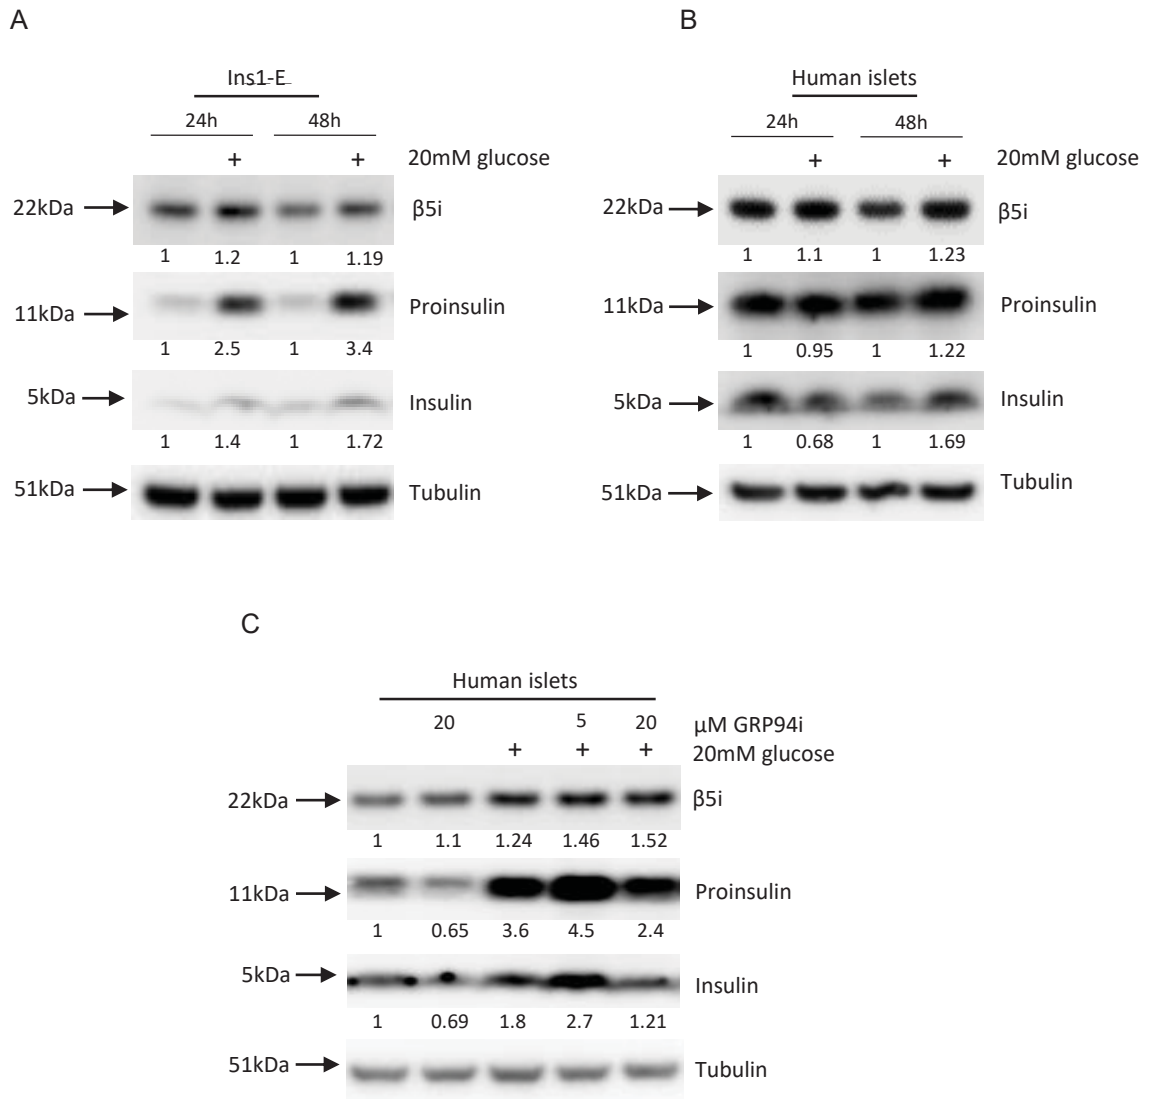 A
Ins1-E
24h 48h
+ + 20mM glucose
22kDa β5i
1 1.2 1 1.19
11kDa Proinsulin
1 2.5 1 3.4
5kDa Insulin
1 1.4 1 1.72
51kDa Tubulin
B
Human islets
24h 48h
+ + 20mM glucose
22kDa β5i
1 1.1 1 1.23
11kDa Proinsulin
1 0.95 1 1.22
5kDa Insulin
1 0.68 1 1.69
51kDa Tubulin
C
Human islets
20 5 20 μM GRP94i
+ + + 20mM glucose
22kDa β5i
1 1.1 1.24 1.46 1.52
11kDa Proinsulin
1 0.65 3.6 4.5 2.4
5kDa Insulin
1 0.69 1.8 2.7 1.21
51kDa Tubulin